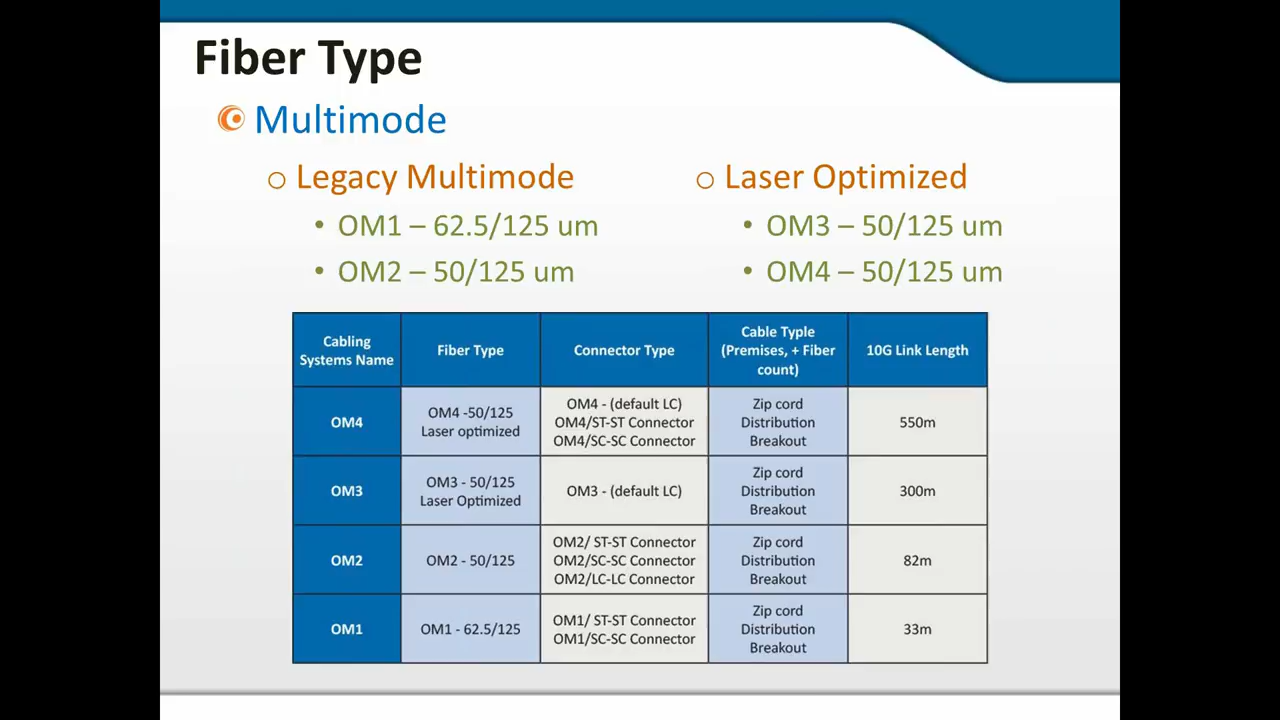 Fiber Type
Multimode
Legacy Multimode
OM1 – 62.5/125 um
OM2 – 50/125 um
Laser Optimized
OM3 – 50/125 um
OM4 – 50/125 um
Cabling
Systems Name
Fiber Type
Connector Type
Cable Typle
(Premises, + Fiber
count)
10G Link Length
OM4
OM4 -50/125
Laser optimized
OM4 - (default LC)
OM4/ST-ST Connector
OM4/SC-SC Connector
Zip cord
Distribution
Breakout
550m
OM3
OM3 - 50/125
Laser Optimized
OM3 - (default LC)
Zip cord
Distribution
Breakout
300m
OM2
OM2 - 50/125
OM2/ ST-ST Connector
OM2/SC-SC Connector
OM2/LC-LC Connector
Zip cord
Distribution
Breakout
82m
OM1
OM1 - 62.5/125
OM1/ ST-ST Connector
OM1/SC-SC Connector
Zip cord
Distribution
Breakout
33m